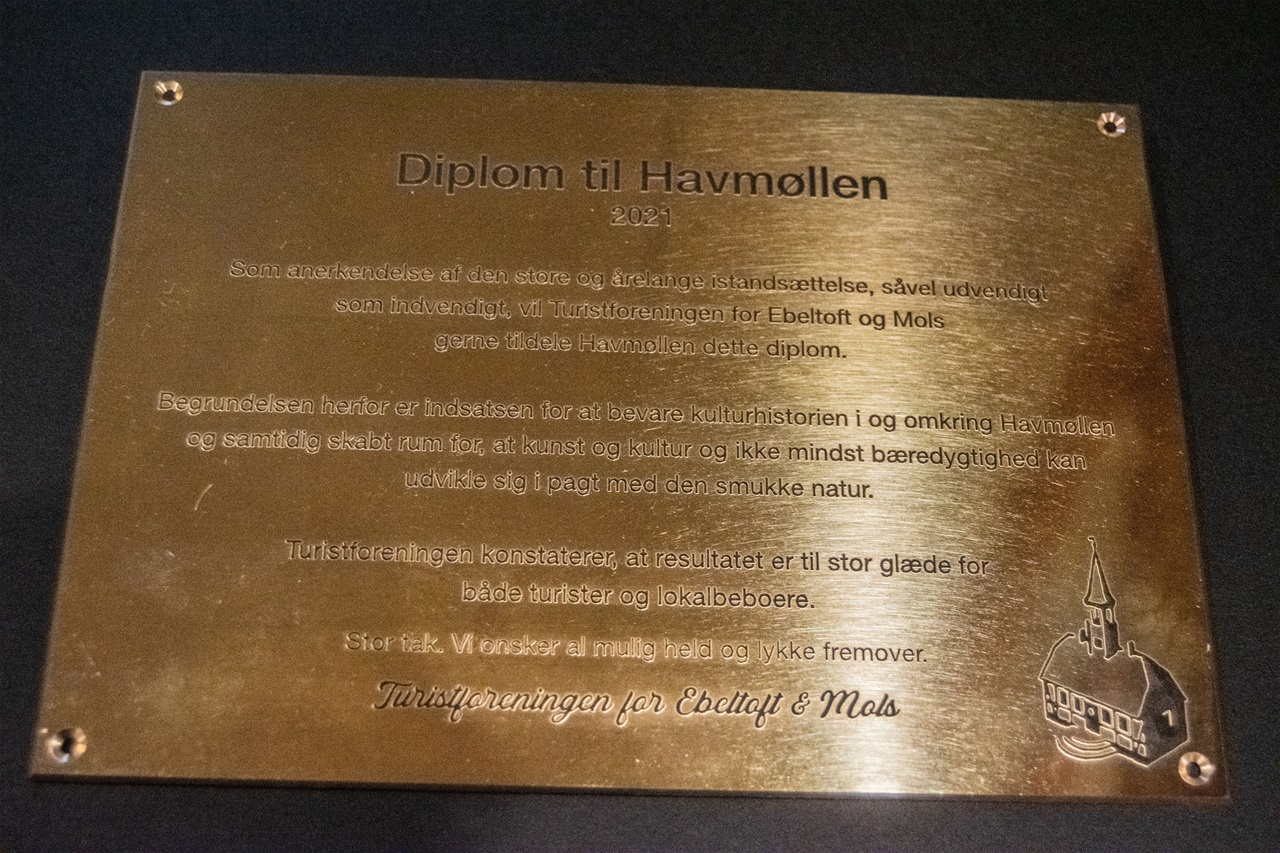 Diplom til Havmøllen
2021
Som anerkendelse af den store og årelange istandsættelse, såvel udvendigt
som indvendigt, vil Turistforeningen for Ebeltoft og Mols
gerne tildele Havmøllen dette diplom.
Begrundelsen herfor er indsatsen for at bevare kulturhistorien i og omkring Havmøllen
og samtidig skabt rum for, at kunst og kultur og ikke mindst bæredygtighed kan
udvikle sig i pagt med den smukke natur.
Turistforeningen konstaterer, at resultatet er til stor glæde for
både turister og lokalbeboere.
Stor tak. Vi ønsker al mulig held og lykke fremover.
Turistforeningen for Ebeltoft & Mols
1